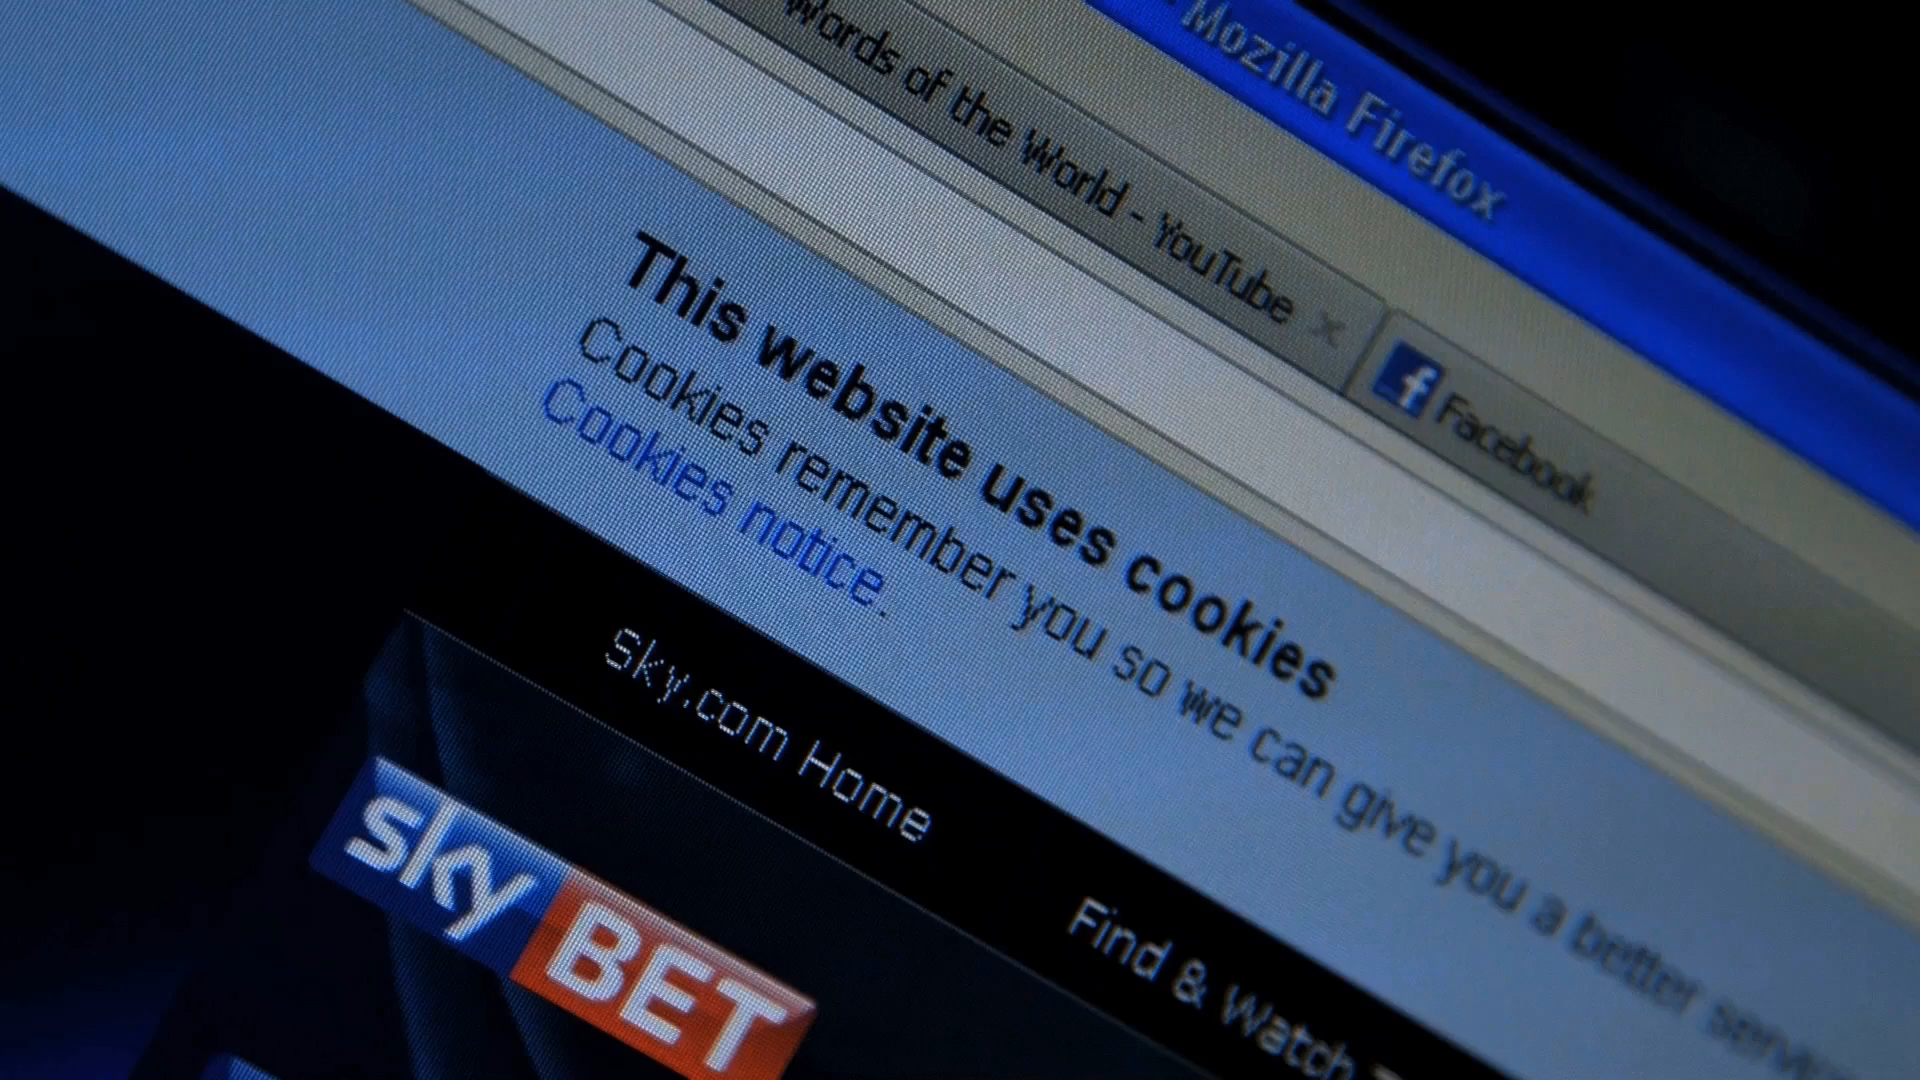 Mozilla Firefox
Words of the World - YouTube
Facebook
This website uses cookies
Cookies remember you so we can give you a better
Cookies notice.
Sky.com Home
Find & Watch
sky BET